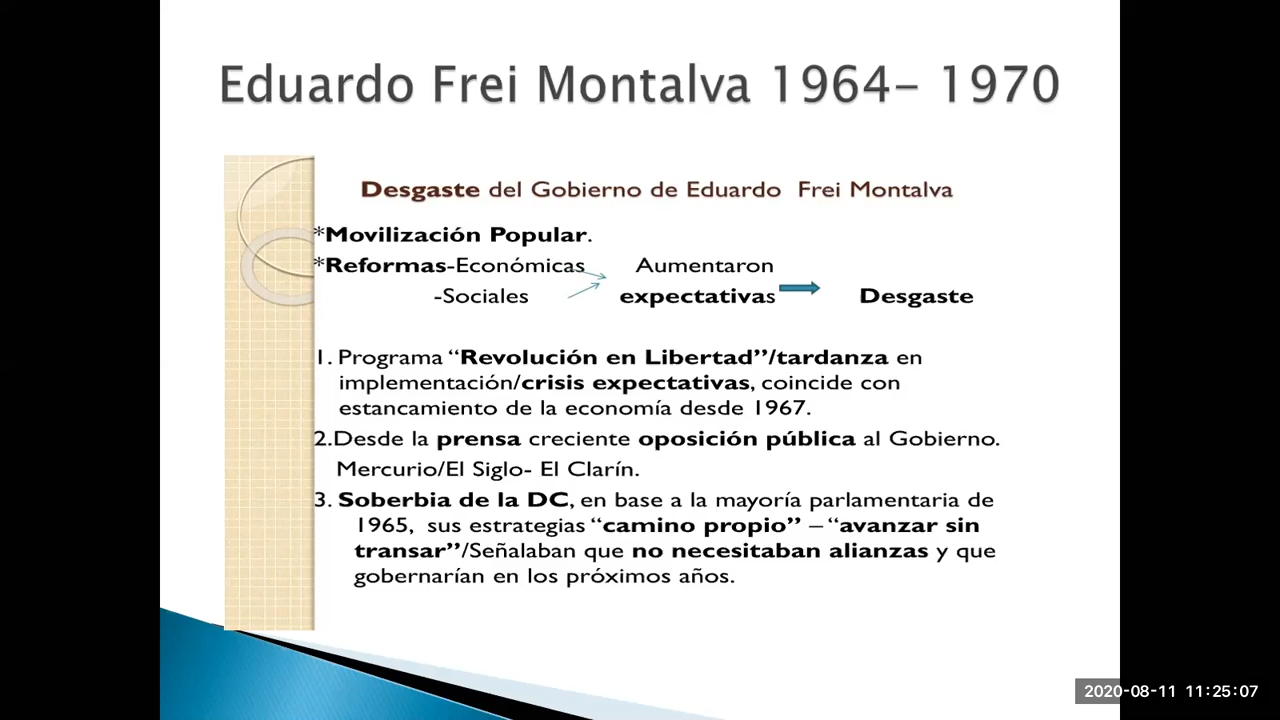 Eduardo Frei Montalva 1964– 1970
Desgaste del Gobierno de Eduardo Frei Montalva
*Movilización Popular.
*Reformas-Económicas Aumentaron
-Sociales expectativas Desgaste
1. Programa “Revolución en Libertad”/tardanza en
implementación/crisis expectativas, coincide con
estancamiento de la economía desde 1967.
2.Desde la prensa creciente oposición pública al Gobierno.
Mercurio/El Siglo- El Clarín.
3. Soberbia de la DC, en base a la mayoría parlamentaria de
1965, sus estrategias “camino propio” – “avanzar sin
transar”/Señalaban que no necesitaban alianzas y que
gobernarían en los próximos años.
2020-08-11 11:25:07